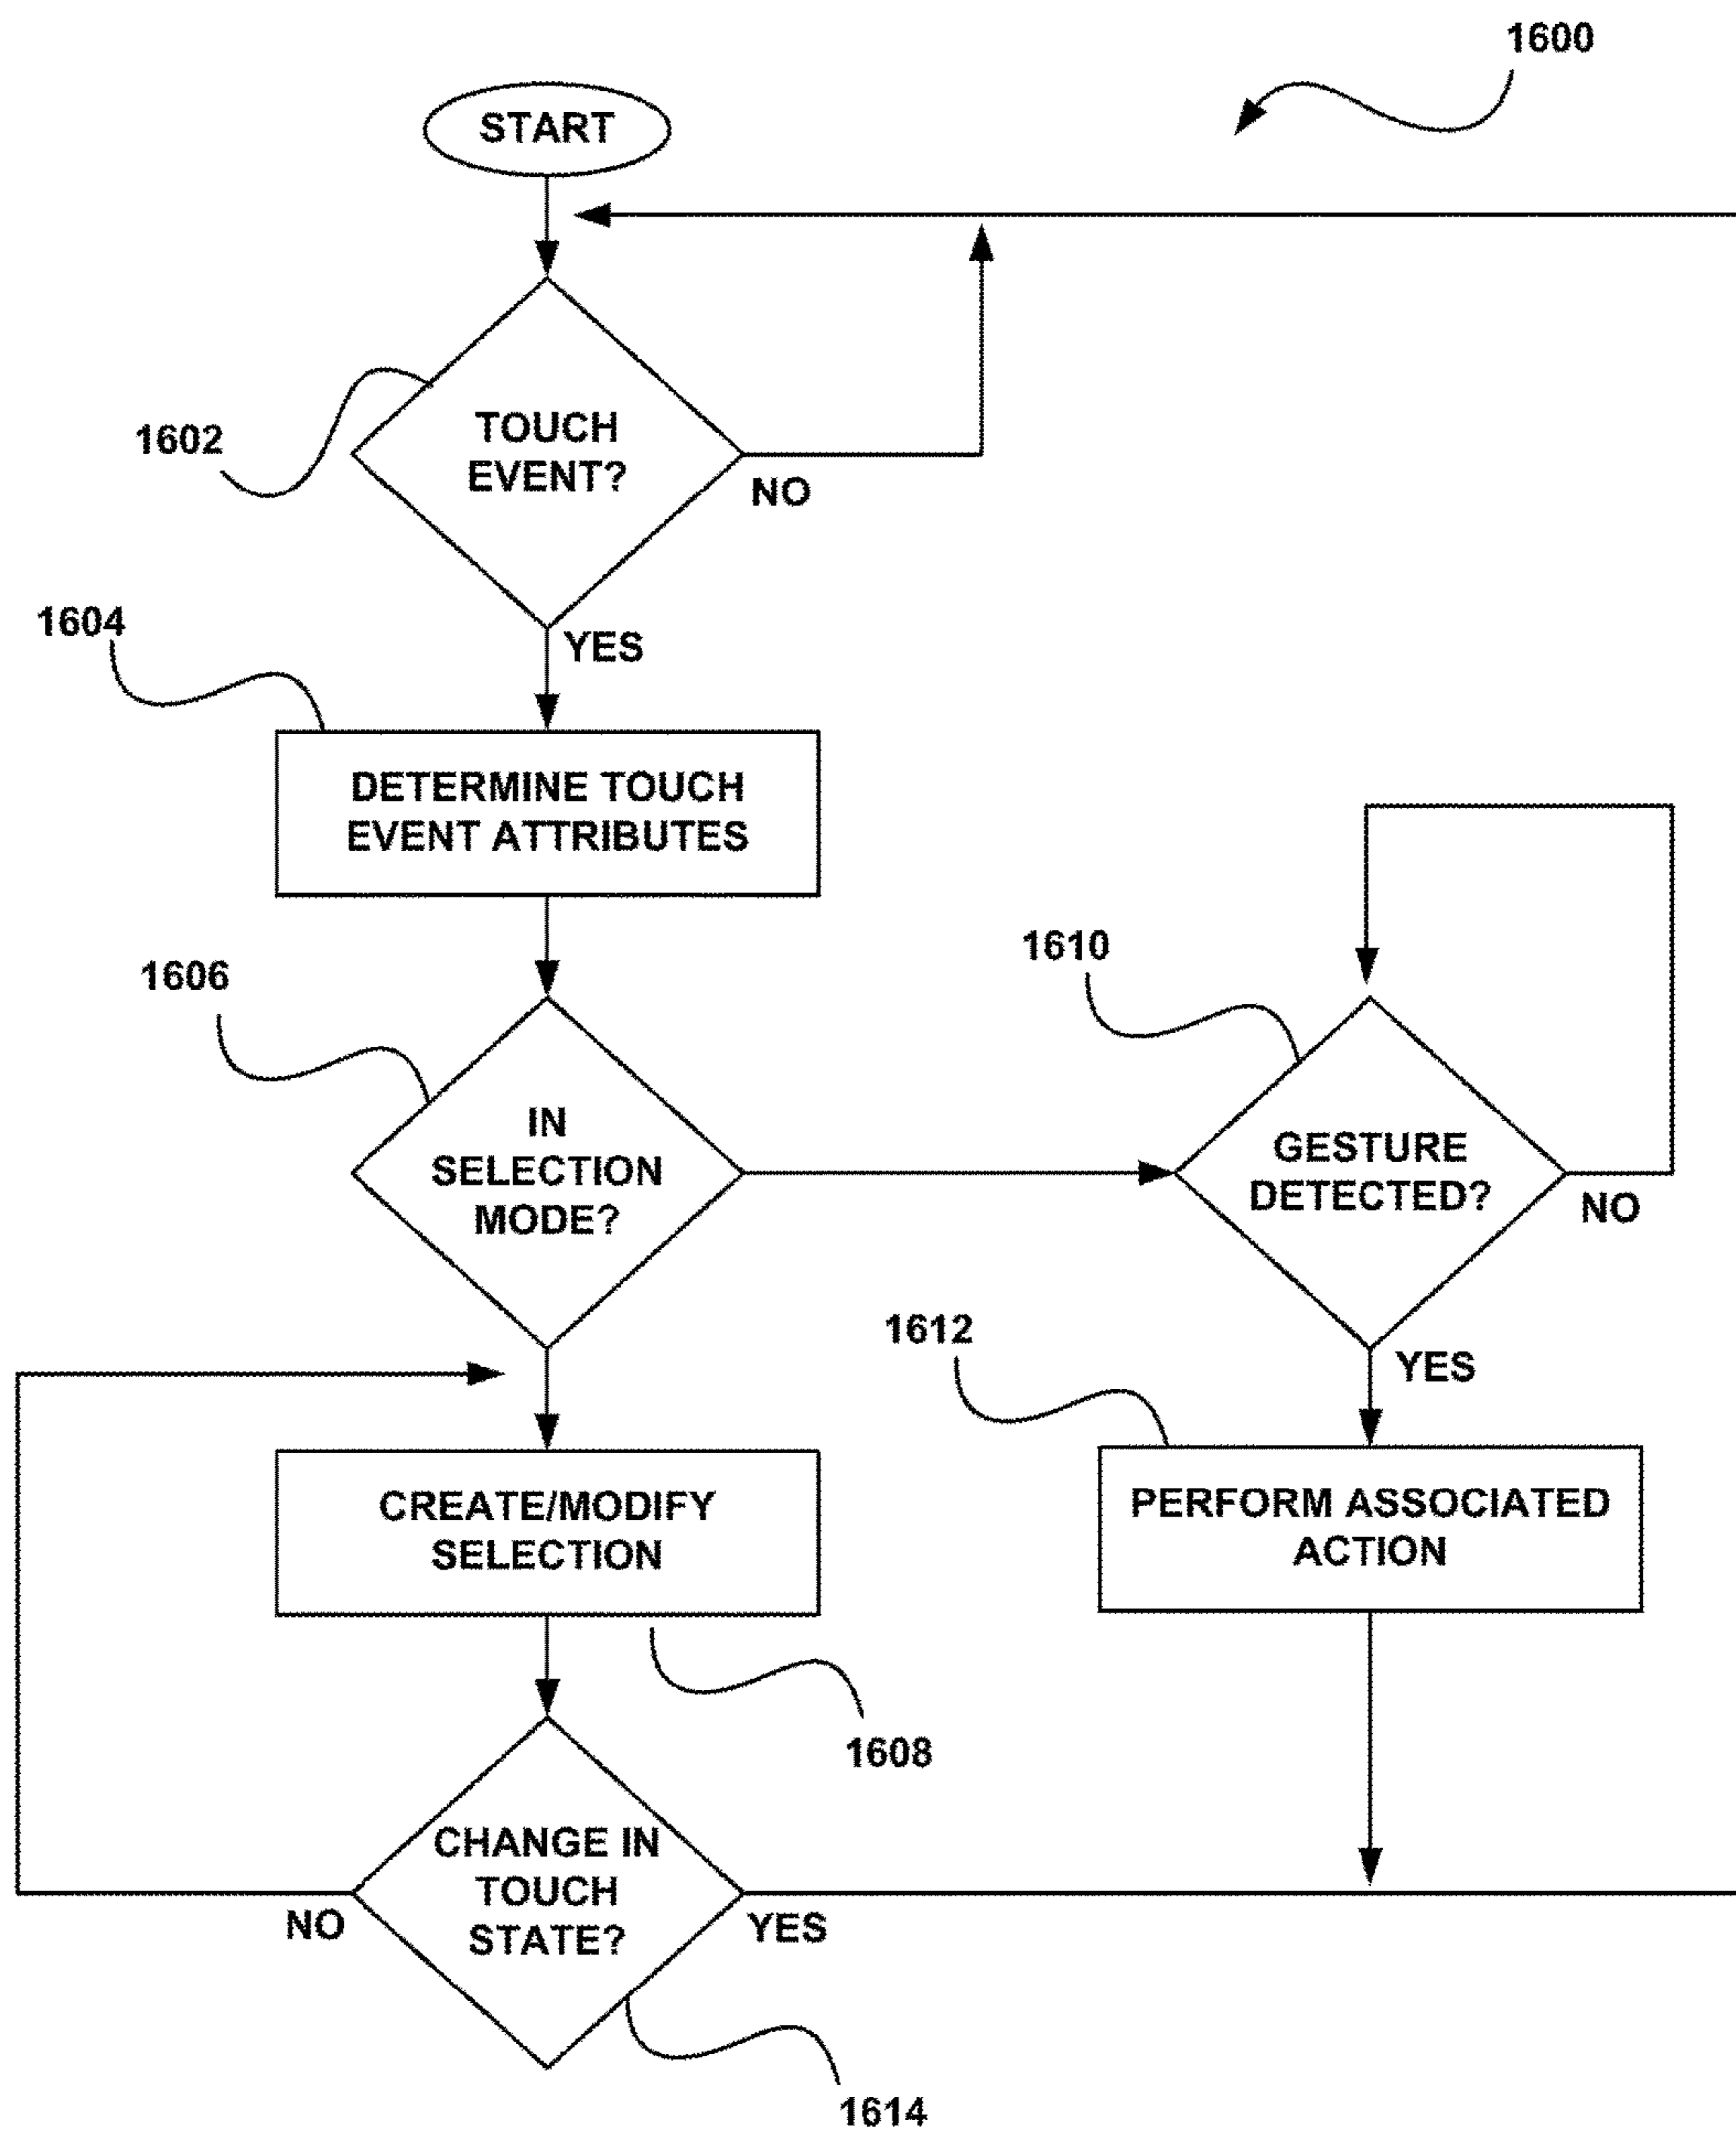 1600
START
1602
TOUCH
EVENT?
NO
YES
1604
DETERMINE TOUCH
EVENT ATTRIBUTES
1606
IN
SELECTION
MODE?
1610
GESTURE
DETECTED?
NO
YES
1612
PERFORM ASSOCIATED
ACTION
CREATE/MODIFY
SELECTION
1608
CHANGE IN
TOUCH
STATE?
NO
YES
1614